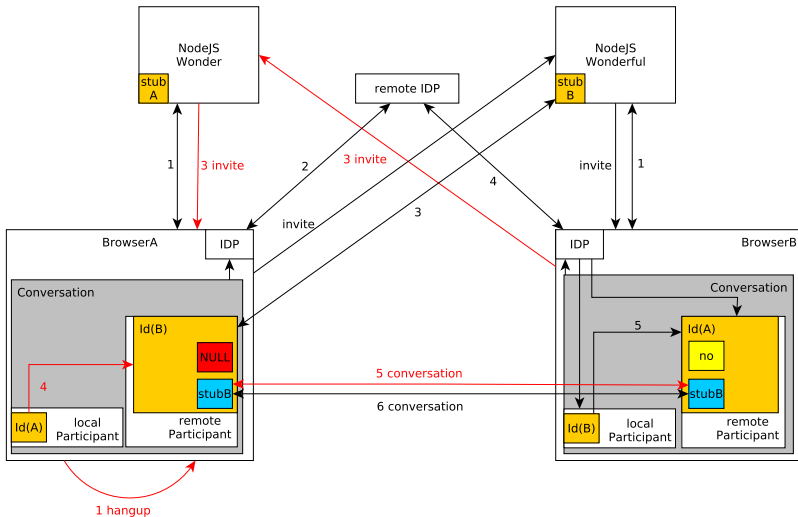 NodeJS
Wonder
stub
A
remote IDP
NodeJS
Wonderful
stub
B
1
3 invite
2
3 invite
4
invite
1
invite
3
BrowserA
IDP
IDP
BrowserB
Conversation
Id(B)
NULL
stubB
4
Id(A)
local
Participant
remote
Participant
5 conversation
6 conversation
Conversation
5
Id(A)
no
stubB
Id(B)
local
Participant
remote
Participant
1 hangup